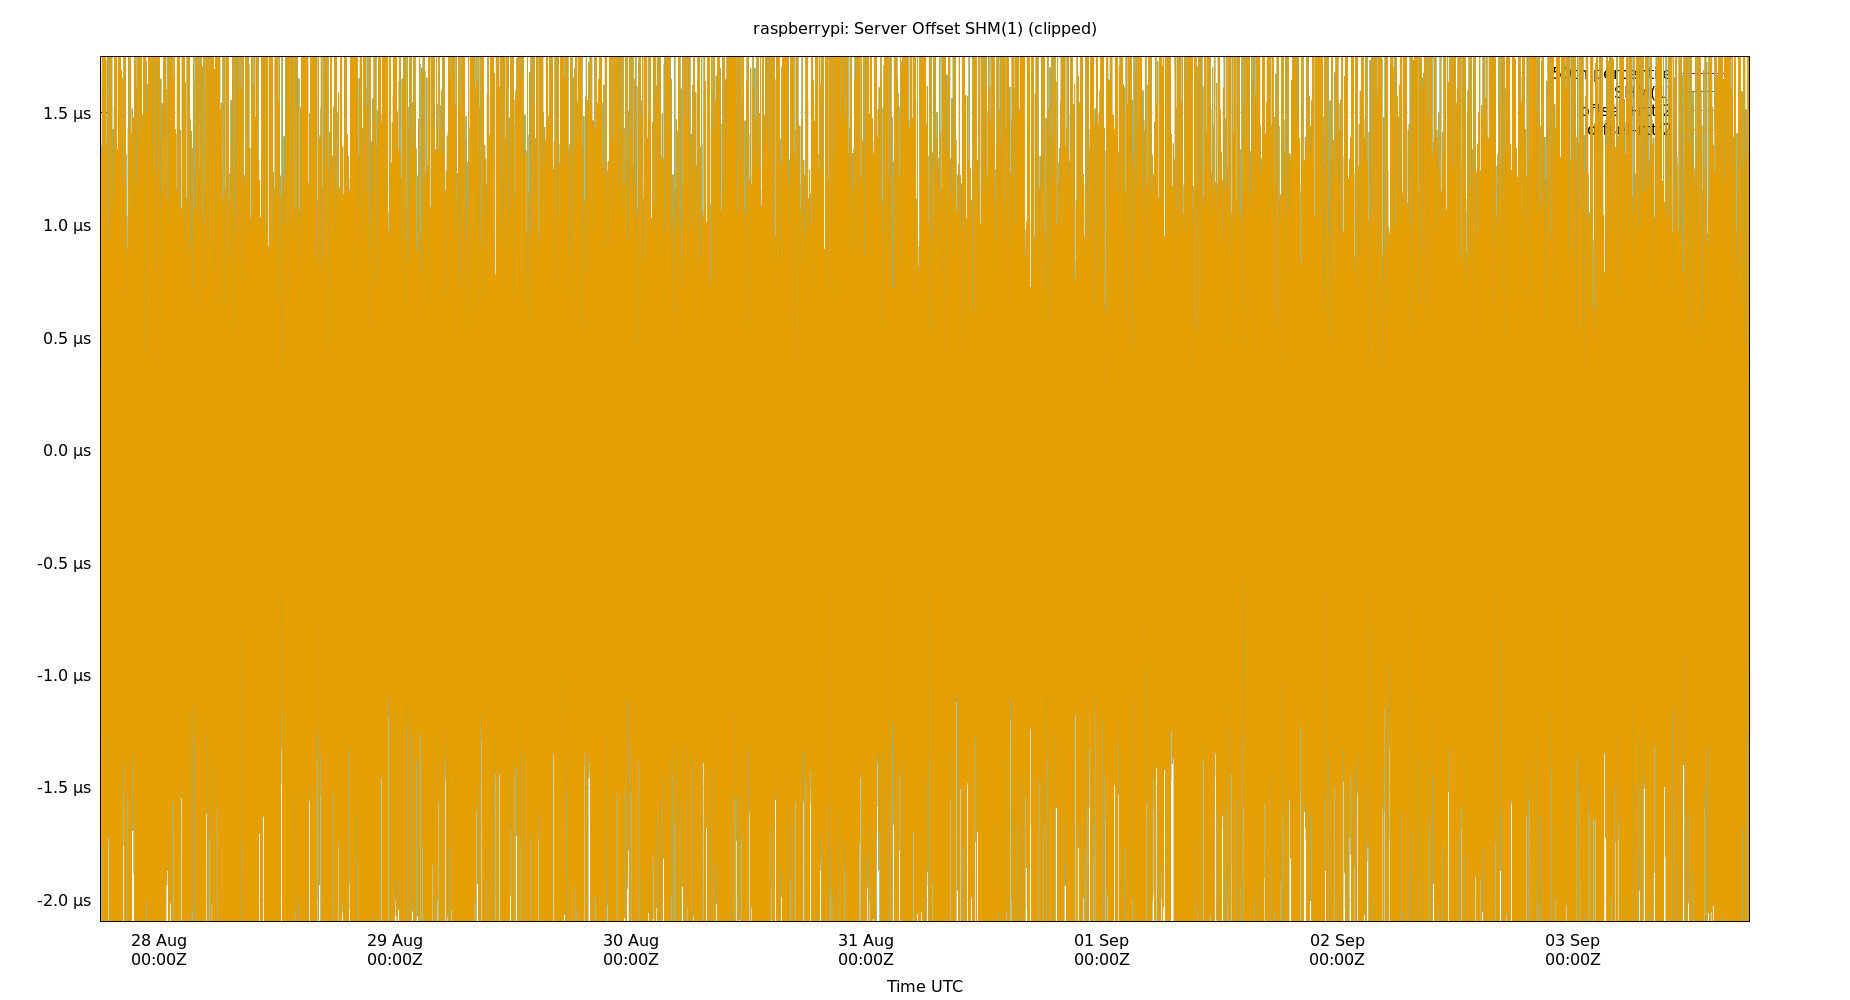 raspberrypi: Server Offset SHM(1) (clipped)
1.5 µs
1.0 µs
0.5 µs
0.0 µs
-0.5 µs
-1.0 µs
-1.5 µs
-2.0 µs
28 Aug 29 Aug 30 Aug 31 Aug 01 Sep 02 Sep 03 Sep
00:00Z 00:00Z 00:00Z 00:00Z 00:00Z 00:00Z 00:00Z
Time UTC